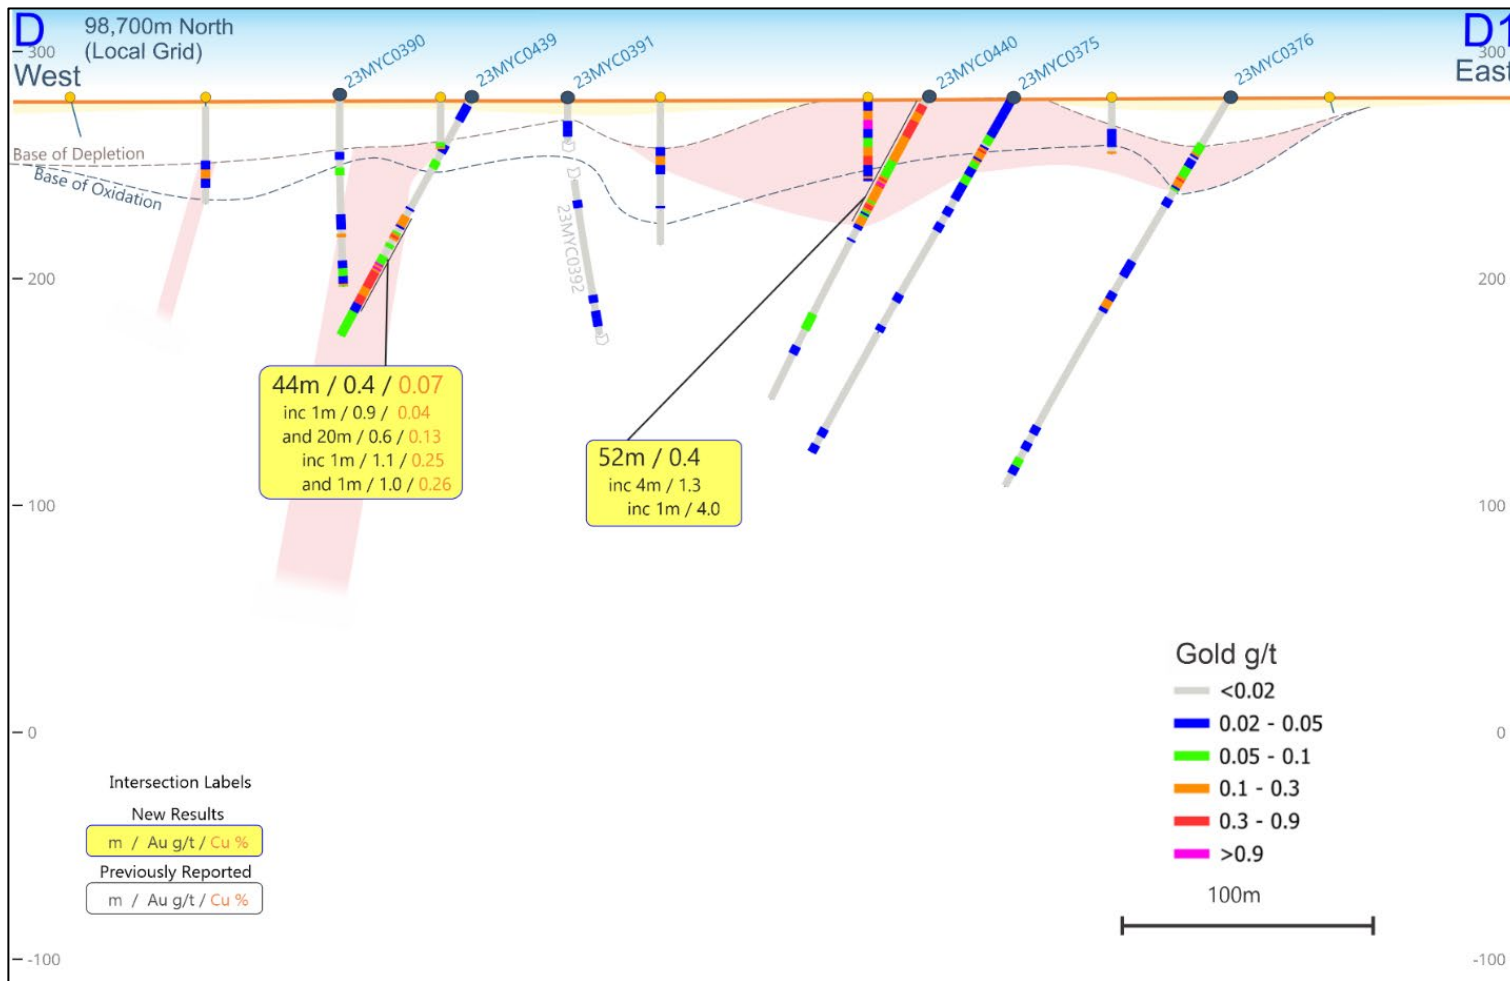 D
98,700m North
(Local Grid)
D1
300
300
West
East
23MYC0390
23MYC0439
23MYC0391
23MYC0440
23MYC0375
23MYC0376
Base of Depletion
Base of Oxidation
23MYC0392
200
200
44m / 0.4 / 0.07
inc 1m / 0.9 / 0.04
and 20m / 0.6 / 0.13
inc 1m / 1.1 / 0.25
and 1m / 1.0 / 0.26
52m / 0.4
inc 4m / 1.3
inc 1m / 4.0
100
100
Gold g/t
<0.02
0.02 - 0.05
0.05 - 0.1
0.1 - 0.3
0.3 - 0.9
>0.9
0
0
Intersection Labels
New Results
m / Au g/t / Cu %
Previously Reported
m / Au g/t / Cu %
100m
-100
-100